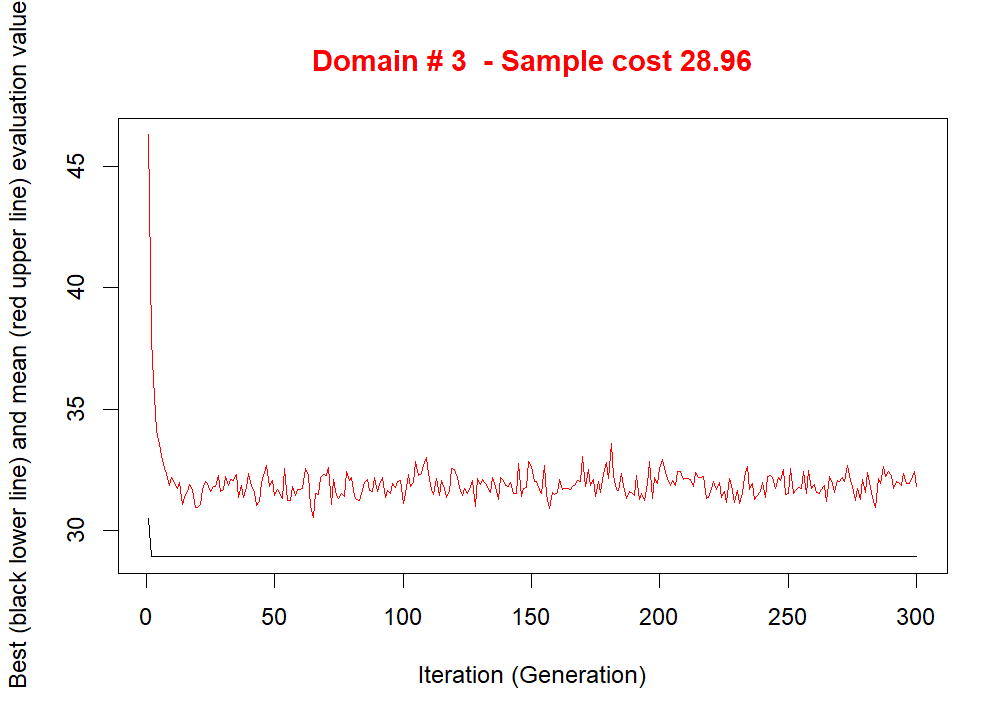 Domain # 3  - Sample cost 28.96
Best (black lower line) and mean (red upper line) evaluation value
45
40
35
30
0 50 100 150 200 250 300
Iteration (Generation)